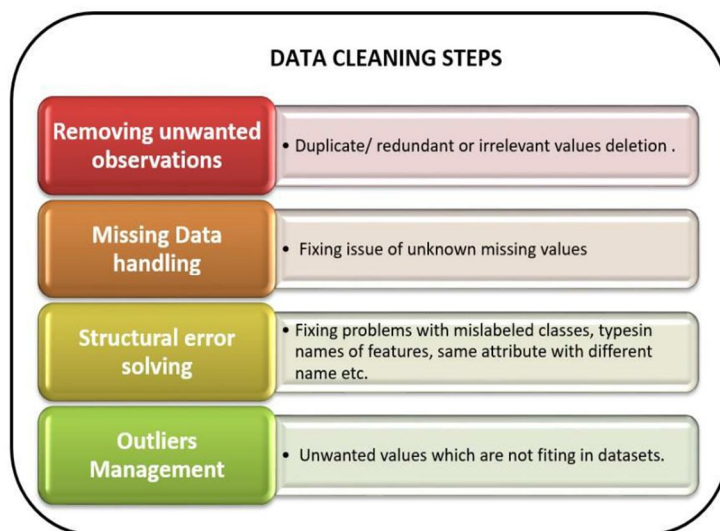 DATA CLEANING STEPS
Removing unwanted
observations
• Duplicate/ redundant or irrelevant values deletion .
Missing Data
handling
• Fixing issue of unknown missing values
Structural error
solving
• Fixing problems with mislabeled classes, typesin
names of features, same attribute with different
name etc.
Outliers
Management
• Unwanted values which are not fiting in datasets.